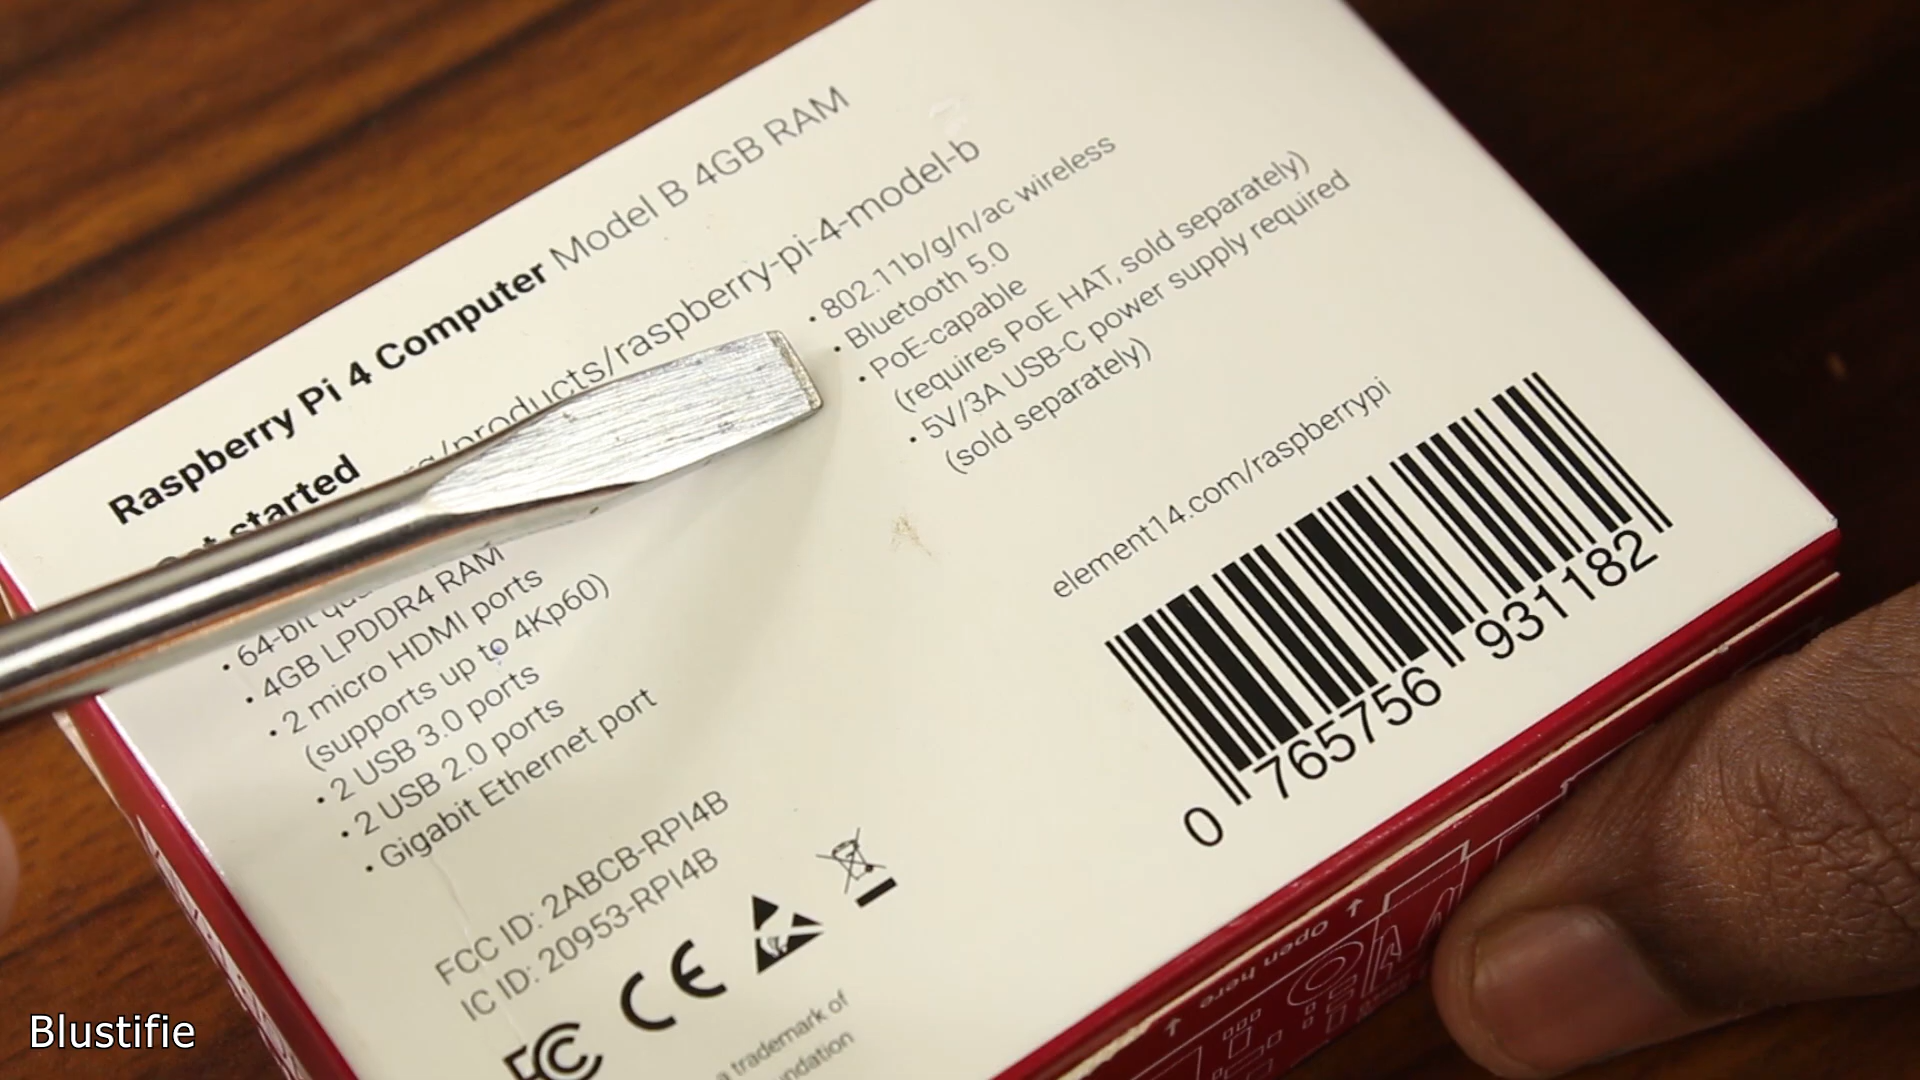 Raspberry Pi 4 Computer Model B 4GB RAM
started
/products/raspberry-pi-4-model-b
• 64-bit
• 4GB LPDDR4 RAM
• 2 micro HDMI ports
(supports up to 4Kp60)
• 2 USB 3.0 ports
• 2 USB 2.0 ports
• Gigabit Ethernet port
• 802.11b/g/n/ac wireless
• Bluetooth 5.0
• PoE-capable
(requires PoE HAT, sold separately)
• 5V/3A USB-C power supply required
(sold separately)
element14.com/raspberrypi
0 765756 931182
FCC ID: 2ABCB-RPI4B
IC ID: 20953-RPI4B
FC CE
a trademark of
Open here
Blustifie